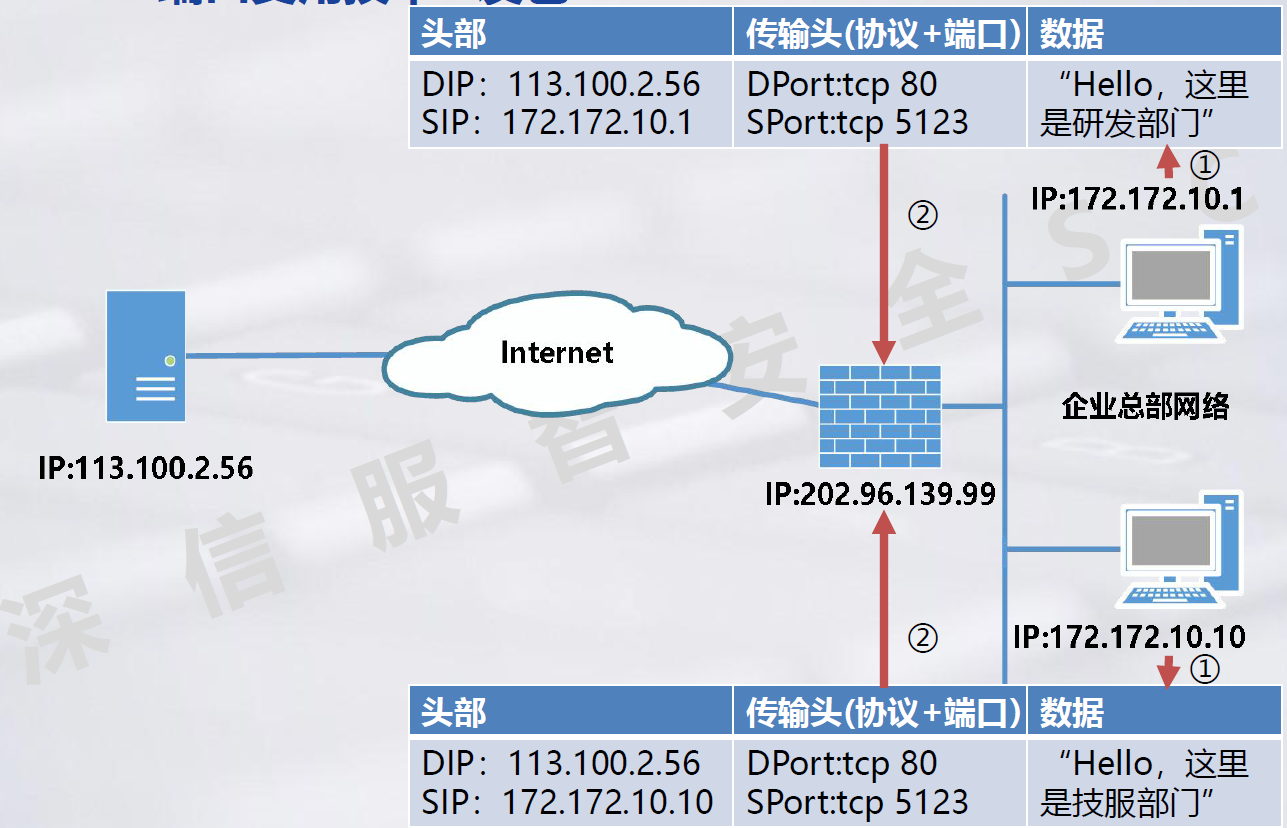 头部
传输头(协议+端口)
数据
DIP：113.100.2.56
SIP：172.172.10.1
DPort:tcp 80
SPort:tcp 5123
“Hello，这里
是研发部门”
①
IP:172.172.10.1
②
Internet
企业总部网络
IP:113.100.2.56
IP:202.96.139.99
②
IP:172.172.10.10
①
深信服智安全
头部
传输头(协议+端口)
数据
DIP：113.100.2.56
SIP：172.172.10.10
DPort:tcp 80
SPort:tcp 5123
“Hello，这里
是技服部门”